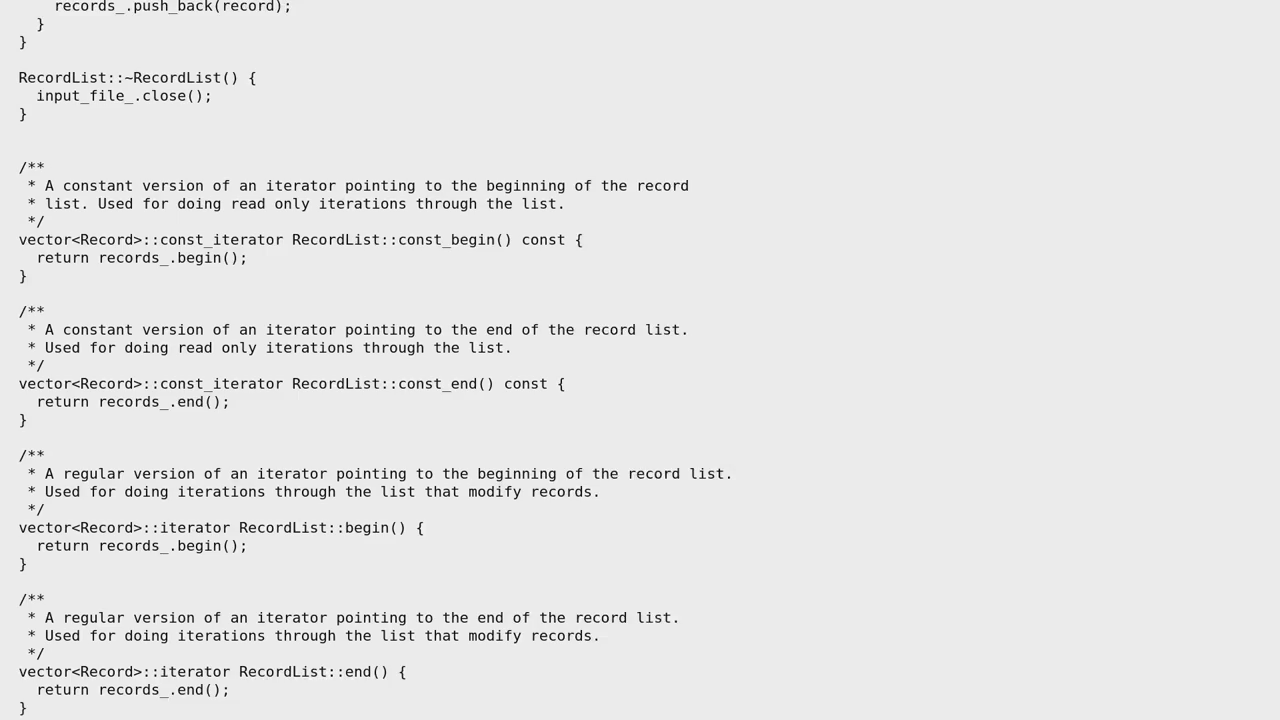 records_.push_back(record);
  }
}

RecordList::~RecordList() {
  input_file_.close();
}


/**
 * A constant version of an iterator pointing to the beginning of the record
 * list. Used for doing read only iterations through the list.
 */
vector<Record>::const_iterator RecordList::const_begin() const {
  return records_.begin();
}

/**
 * A constant version of an iterator pointing to the end of the record list.
 * Used for doing read only iterations through the list.
 */
vector<Record>::const_iterator RecordList::const_end() const {
  return records_.end();
}

/**
 * A regular version of an iterator pointing to the beginning of the record list.
 * Used for doing iterations through the list that modify records.
 */
vector<Record>::iterator RecordList::begin() {
  return records_.begin();
}

/**
 * A regular version of an iterator pointing to the end of the record list.
 * Used for doing iterations through the list that modify records.
 */
vector<Record>::iterator RecordList::end() {
  return records_.end();
}